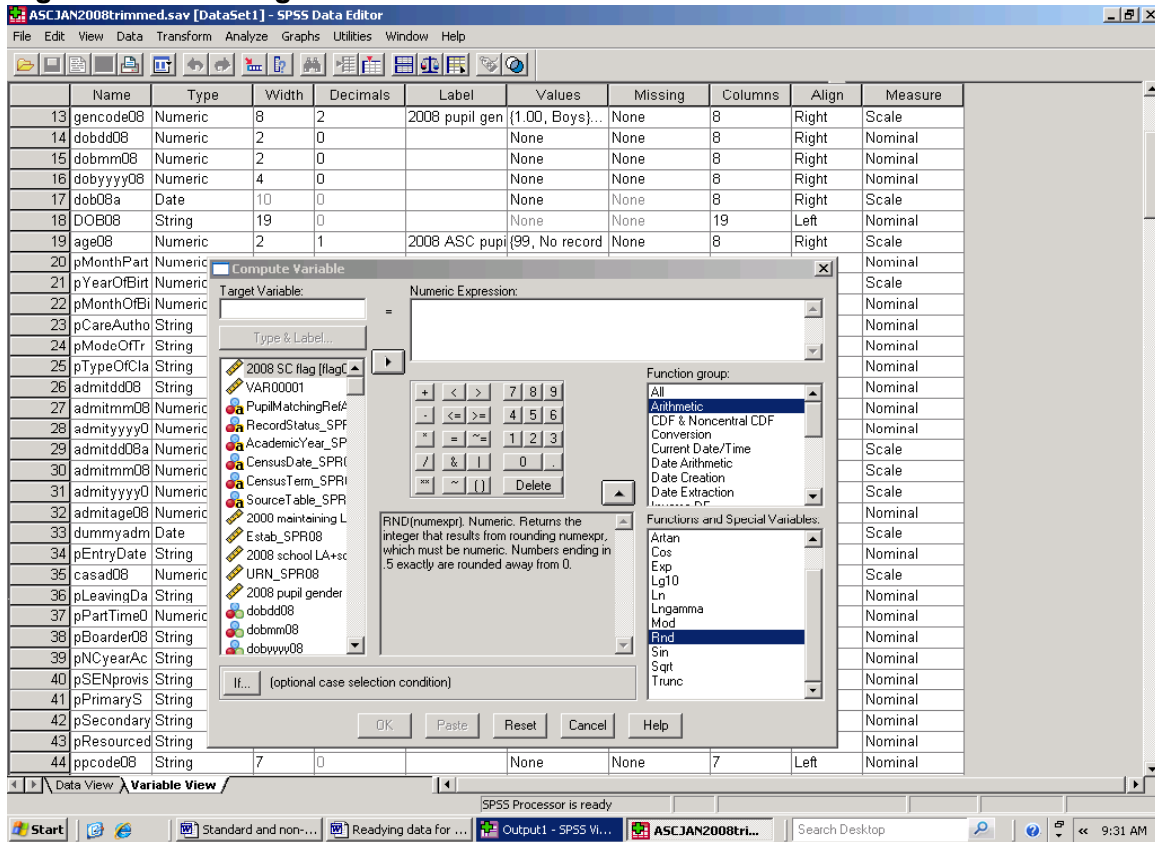 ASCJAN2008trimmed.sav [DataSet1] - SPSS Data Editor
File Edit View Data Transform Analyze Graphs Utilities Window Help
Name Type Width Decimals Label Values Missing Columns Align Measure
13 gencode08 Numeric 8 2 2008 pupil gen {1.00, Boys}... None 8 Right Scale
14 dobdd08 Numeric 2 0 None None 8 Right Nominal
15 dobmm08 Numeric 2 0 None None 8 Right Nominal
16 dobyyyy08 Numeric 4 0 None None 8 Right Nominal
17 dob08a Date 10 0 None None 8 Right Scale
18 DOB08 String 19 0 None None 19 Left Nominal
19 age08 Numeric 2 1 2008 ASC pupi {99, No record None 8 Right Scale
20 pMonthPart Numeric Nominal
21 pYearOfBirt Numeric Scale
22 pMonthOfBi Numeric Nominal
23 pCareAutho String Nominal
24 pModeOfTr String Nominal
25 pTypeOfCla String Nominal
26 admitdd08 String Nominal
27 admitmm08 Numeric Nominal
28 admityyyy0 Numeric Nominal
29 admitdd08a Numeric Scale
30 admitmm08 Numeric Scale
31 admityyyy0 Numeric Scale
32 admitage08 Numeric Nominal
33 dummyadm Date Scale
34 pEntryDate String Nominal
35 casad08 Numeric Scale
36 pLeavingDa String Nominal
37 pPartTime0 Numeric Nominal
38 pBoarder08 String Nominal
39 pNCyearAc String Nominal
40 pSENprovis String Nominal
41 pPrimaryS String Nominal
42 pSecondary String Nominal
43 pResourced String Nominal
44 ppcode08 String 7 0 None None 7 Left Nominal
Compute Variable
Target Variable:
=
Numeric Expression:
Type & Label...
2008 SC flag [flag0
VAR00001
PupilMatchingRefA
RecordStatus_SPR
AcademicYear_SP
CensusDate_SPR0
CensusTerm_SPR0
SourceTable_SPR
2000 maintaining L
Estab_SPR08
2008 school LA+sc
URN_SPR08
2008 pupil gender
dobdd08
dobmm08
dobyyyy08
+ < > 7 8 9
- <= >= 4 5 6
* = ~= 1 2 3
/ & | 0 .
** ~ () Delete
RND(numexpr). Numeric. Returns the
integer that results from rounding numexpr,
which must be numeric. Numbers ending in
.5 exactly are rounded away from 0.
Function group:
All
Arithmetic
CDF & Noncentral CDF
Conversion
Current Date/Time
Date Arithmetic
Date Creation
Date Extraction
Functions and Special Variables:
Artan
Cos
Exp
Lg10
Ln
Lngamma
Mod
Rnd
Sin
Sqrt
Trunc
If... (optional case selection condition)
OK Paste Reset Cancel Help
Data View Variable View
SPSS Processor is ready
Start Standard and non-... Readying data for ... Output1 - SPSS Vi... ASCJAN2008tri... Search Desktop « 9:31 AM